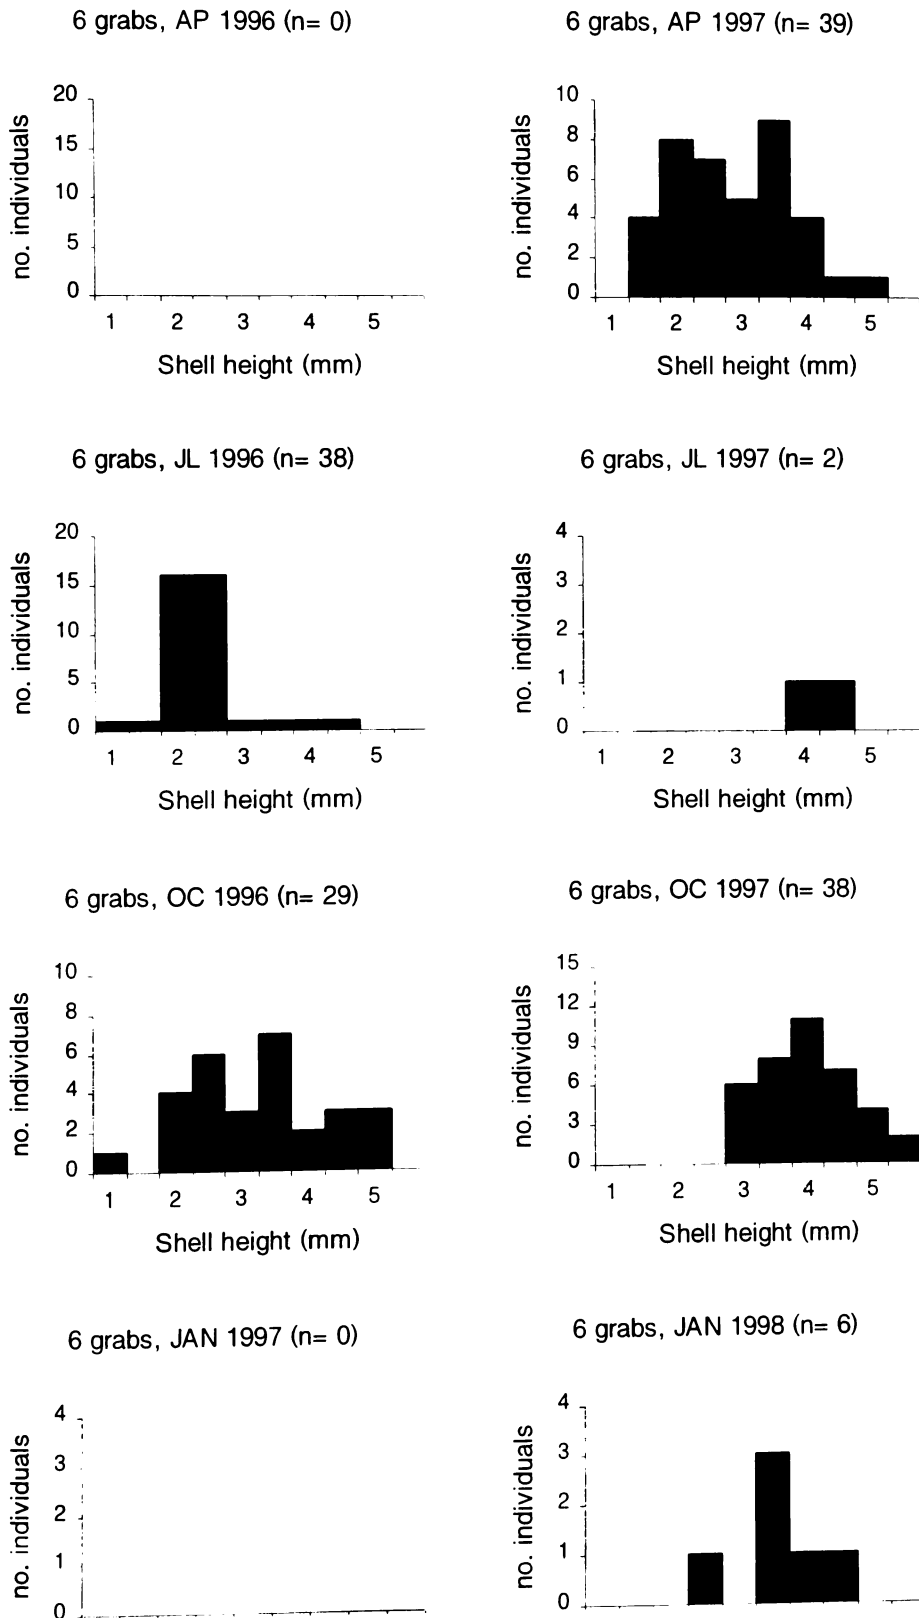 6 grabs, AP 1996 (n= 0)
20
15
10
5
0
no. individuals
1 2 3 4 5
Shell height (mm)
6 grabs, AP 1997 (n= 39)
10
8
6
4
2
0
no. individuals
1 2 3 4 5
Shell height (mm)
6 grabs, JL 1996 (n= 38)
20
15
10
5
0
no. individuals
1 2 3 4 5
Shell height (mm)
6 grabs, JL 1997 (n= 2)
4
3
2
1
0
no. individuals
1 2 3 4 5
Shell height (mm)
6 grabs, OC 1996 (n= 29)
10
8
6
4
2
0
no. individuals
1 2 3 4 5
Shell height (mm)
6 grabs, OC 1997 (n= 38)
15
12
9
6
3
0
no. individuals
1 2 3 4 5
Shell height (mm)
6 grabs, JAN 1997 (n= 0)
4
3
2
1
0
no. individuals
6 grabs, JAN 1998 (n= 6)
4
3
2
1
0
no. individuals